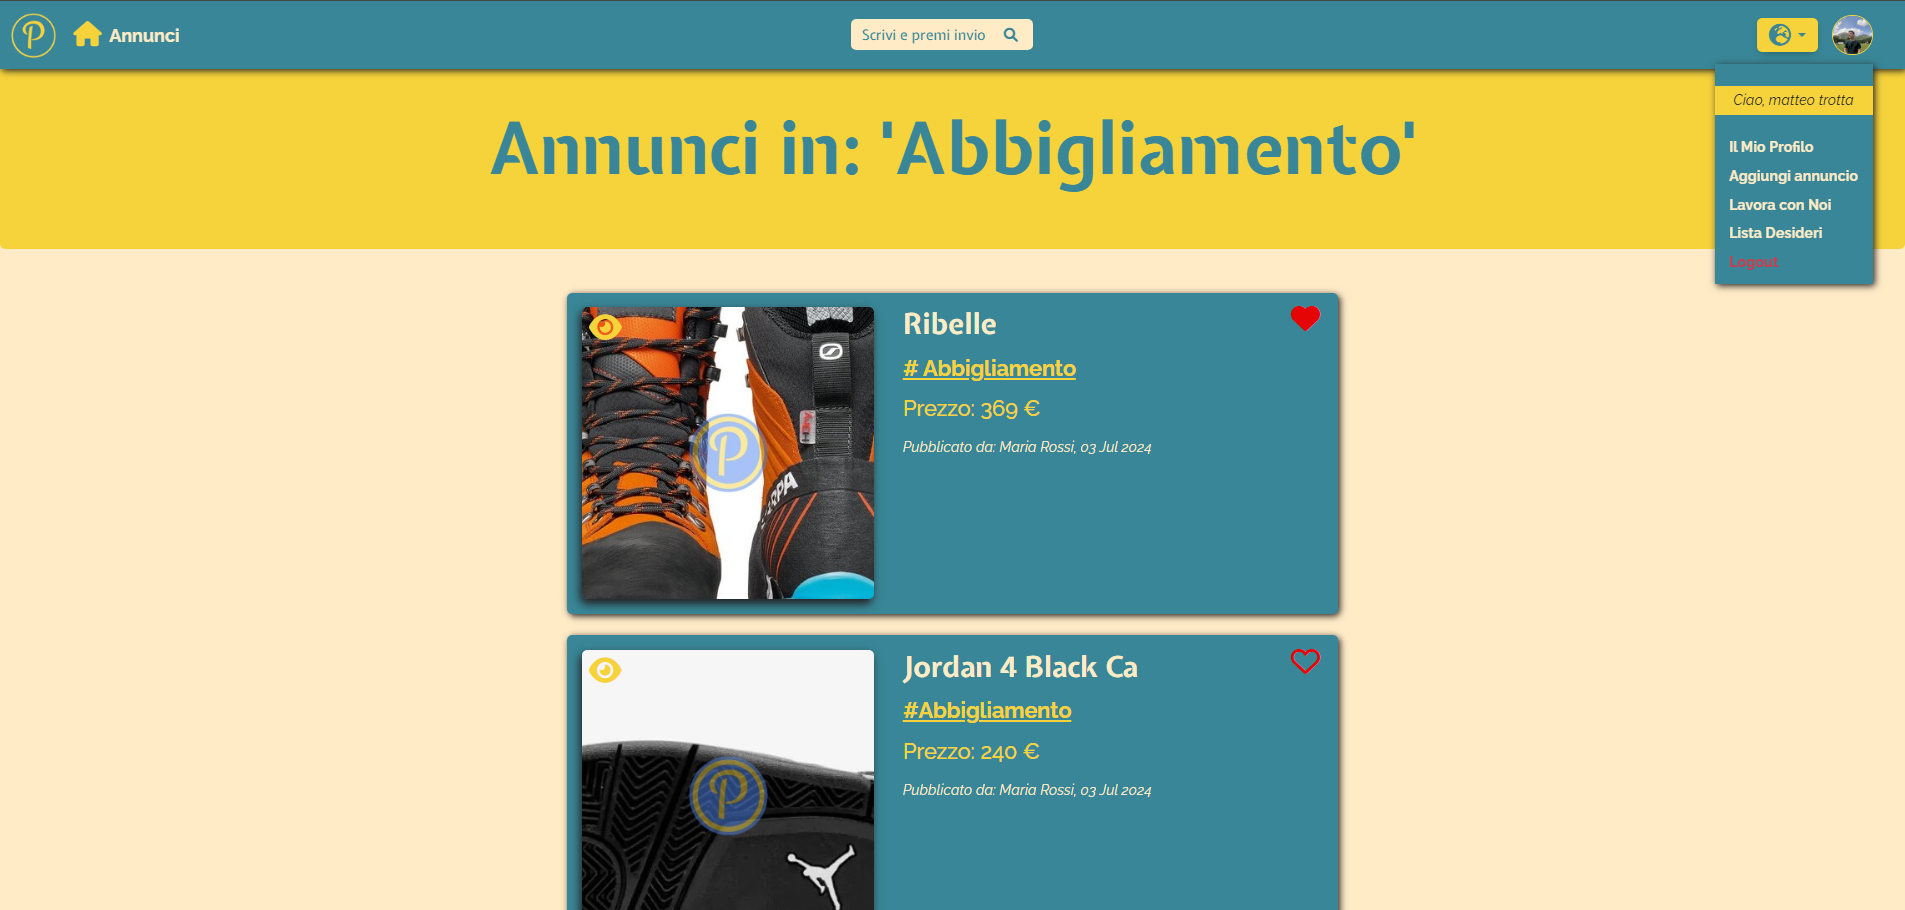 P
Annunci
Scrivi e premi invio
Ciao, matteo trotta
Il Mio Profilo
Aggiungi annuncio
Lavora con Noi
Lista Desideri
Logout
Annunci in: 'Abbigliamento'
Ribelle
# Abbigliamento
Prezzo: 369 €
Pubblicato da: Maria Rossi, 03 Jul 2024
P
Jordan 4 Black Ca
#Abbigliamento
Prezzo: 240 €
Pubblicato da: Maria Rossi, 03 Jul 2024
P